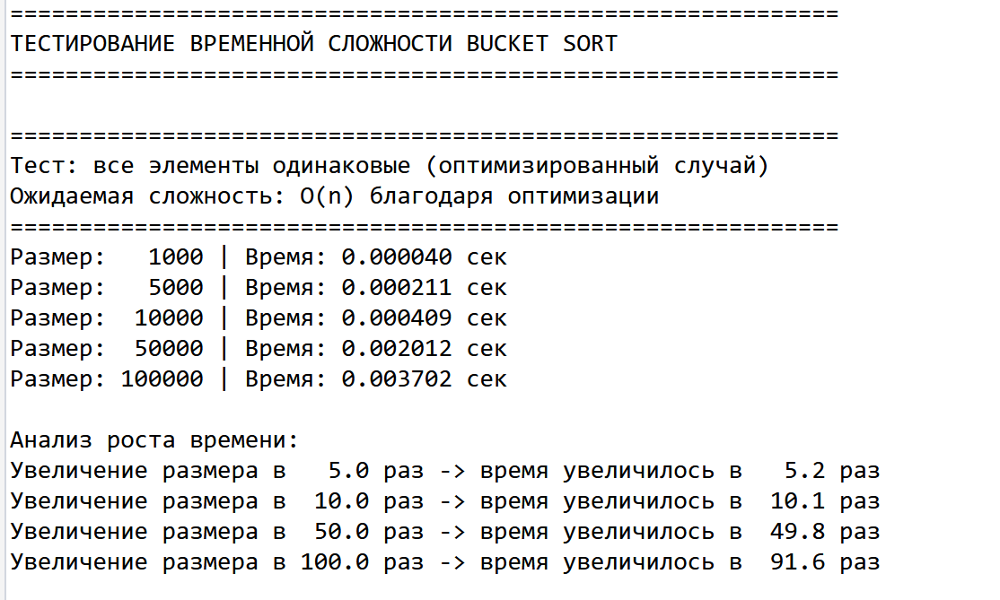 ============================================================
ТЕСТИРОВАНИЕ ВРЕМЕННОЙ СЛОЖНОСТИ BUCKET SORT
============================================================

============================================================
Тест: все элементы одинаковые (оптимизированный случай)
Ожидаемая сложность: O(n) благодаря оптимизации
============================================================
Размер:   1000 | Время: 0.000040 сек
Размер:   5000 | Время: 0.000211 сек
Размер:  10000 | Время: 0.000409 сек
Размер:  50000 | Время: 0.002012 сек
Размер: 100000 | Время: 0.003702 сек

Анализ роста времени:
Увеличение размера в   5.0 раз -> время увеличилось в   5.2 раз
Увеличение размера в  10.0 раз -> время увеличилось в  10.1 раз
Увеличение размера в  50.0 раз -> время увеличилось в  49.8 раз
Увеличение размера в 100.0 раз -> время увеличилось в  91.6 раз